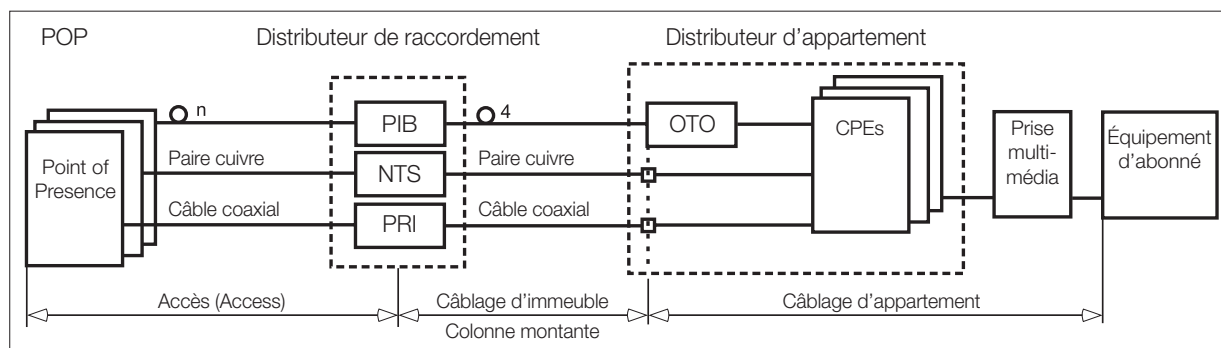 POP
Distributeur de raccordement
Distributeur d'appartement
n
PIB
4
OTO
CPEs
Prise
multi-
média
Équipement
d'abonné
Point of
Presence
Paire cuivre
NTS
Paire cuivre
Câble coaxial
PRI
Câble coaxial
Accès (Access)
Câblage d'immeuble
Colonne montante
Câblage d'appartement